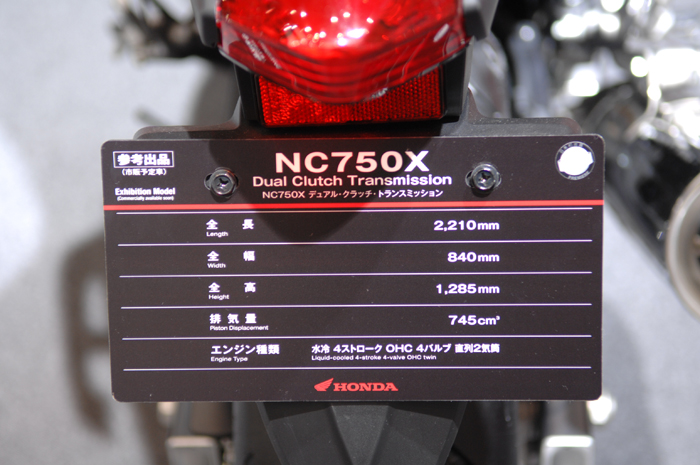 参考出品
(市販予定車)
Exhibition Model
(Commercially available soon)
NC750X
Dual Clutch Transmission
NC750X デュアル・クラッチ・トランスミッション
全長 2,210mm
Length
全幅 840mm
Width
全高 1,285mm
Height
排気量 745cm³
Piston Displacement
エンジン種類 水冷 4ストローク OHC 4バルブ 直列2気筒
Engine Type Liquid-cooled 4-stroke 4-valve OHC twin
HONDA